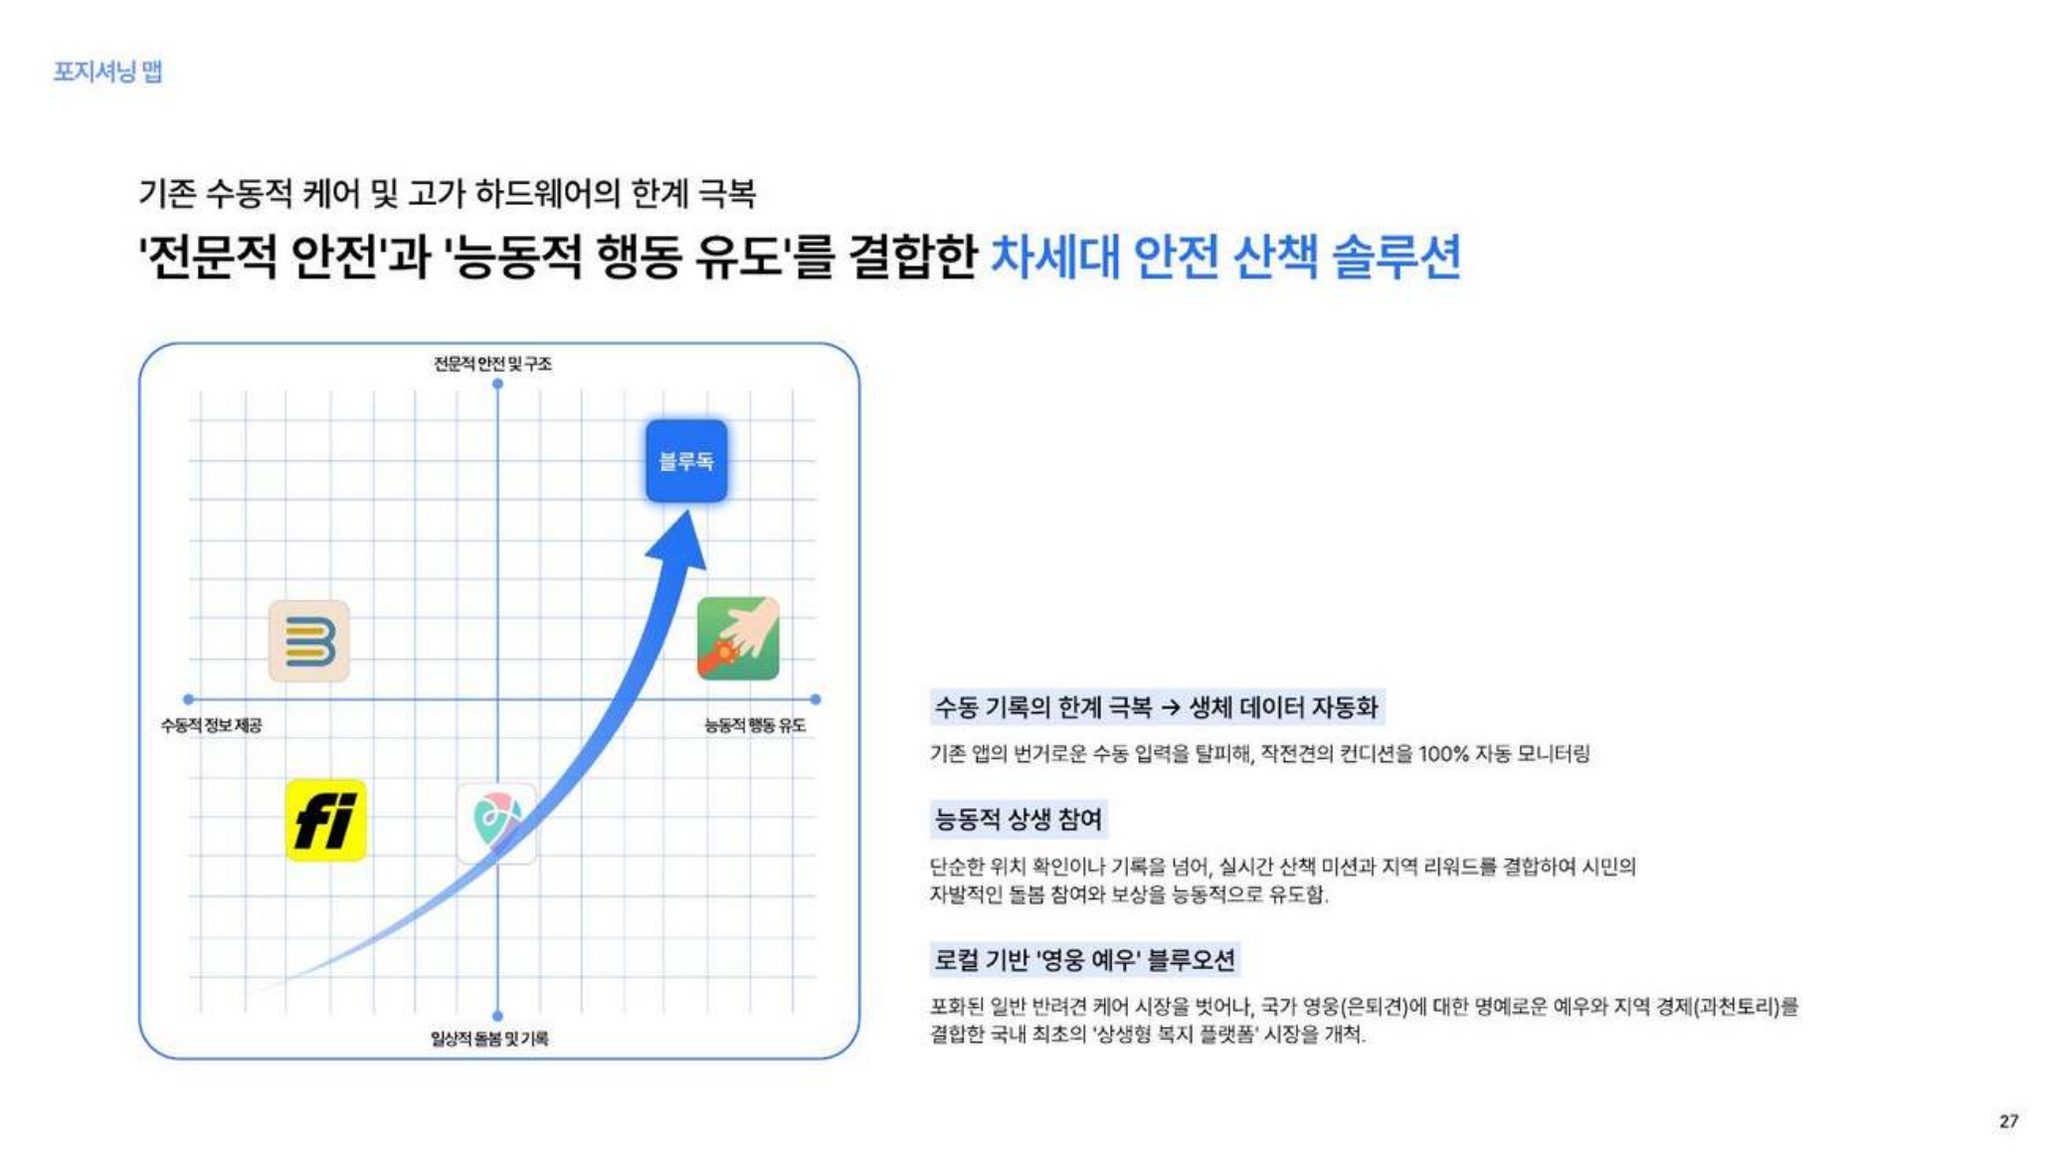 포지셔닝 맵
기존 수동적 케어 및 고가 하드웨어의 한계 극복
'전문적 안전'과 '능동적 행동 유도'를 결합한 차세대 안전 산책 솔루션
전문적 안전 및 구조
블루독
수동적 정보 제공
능동적 행동 유도
fi
일상적 돌봄 및 기록
수동 기록의 한계 극복 → 생체 데이터 자동화
기존 앱의 번거로운 수동 입력을 탈피해, 작전견의 컨디션을 100% 자동 모니터링
능동적 상생 참여
단순한 위치 확인이나 기록을 넘어, 실시간 산책 미션과 지역 리워드를 결합하여 시민의
자발적인 돌봄 참여와 보상을 능동적으로 유도함.
로컬 기반 '영웅 예우' 블루오션
포화된 일반 반려견 케어 시장을 벗어나, 국가 영웅(은퇴견)에 대한 명예로운 예우와 지역 경제(과천토리)를
결합한 국내 최초의 '상생형 복지 플랫폼' 시장을 개척.
27